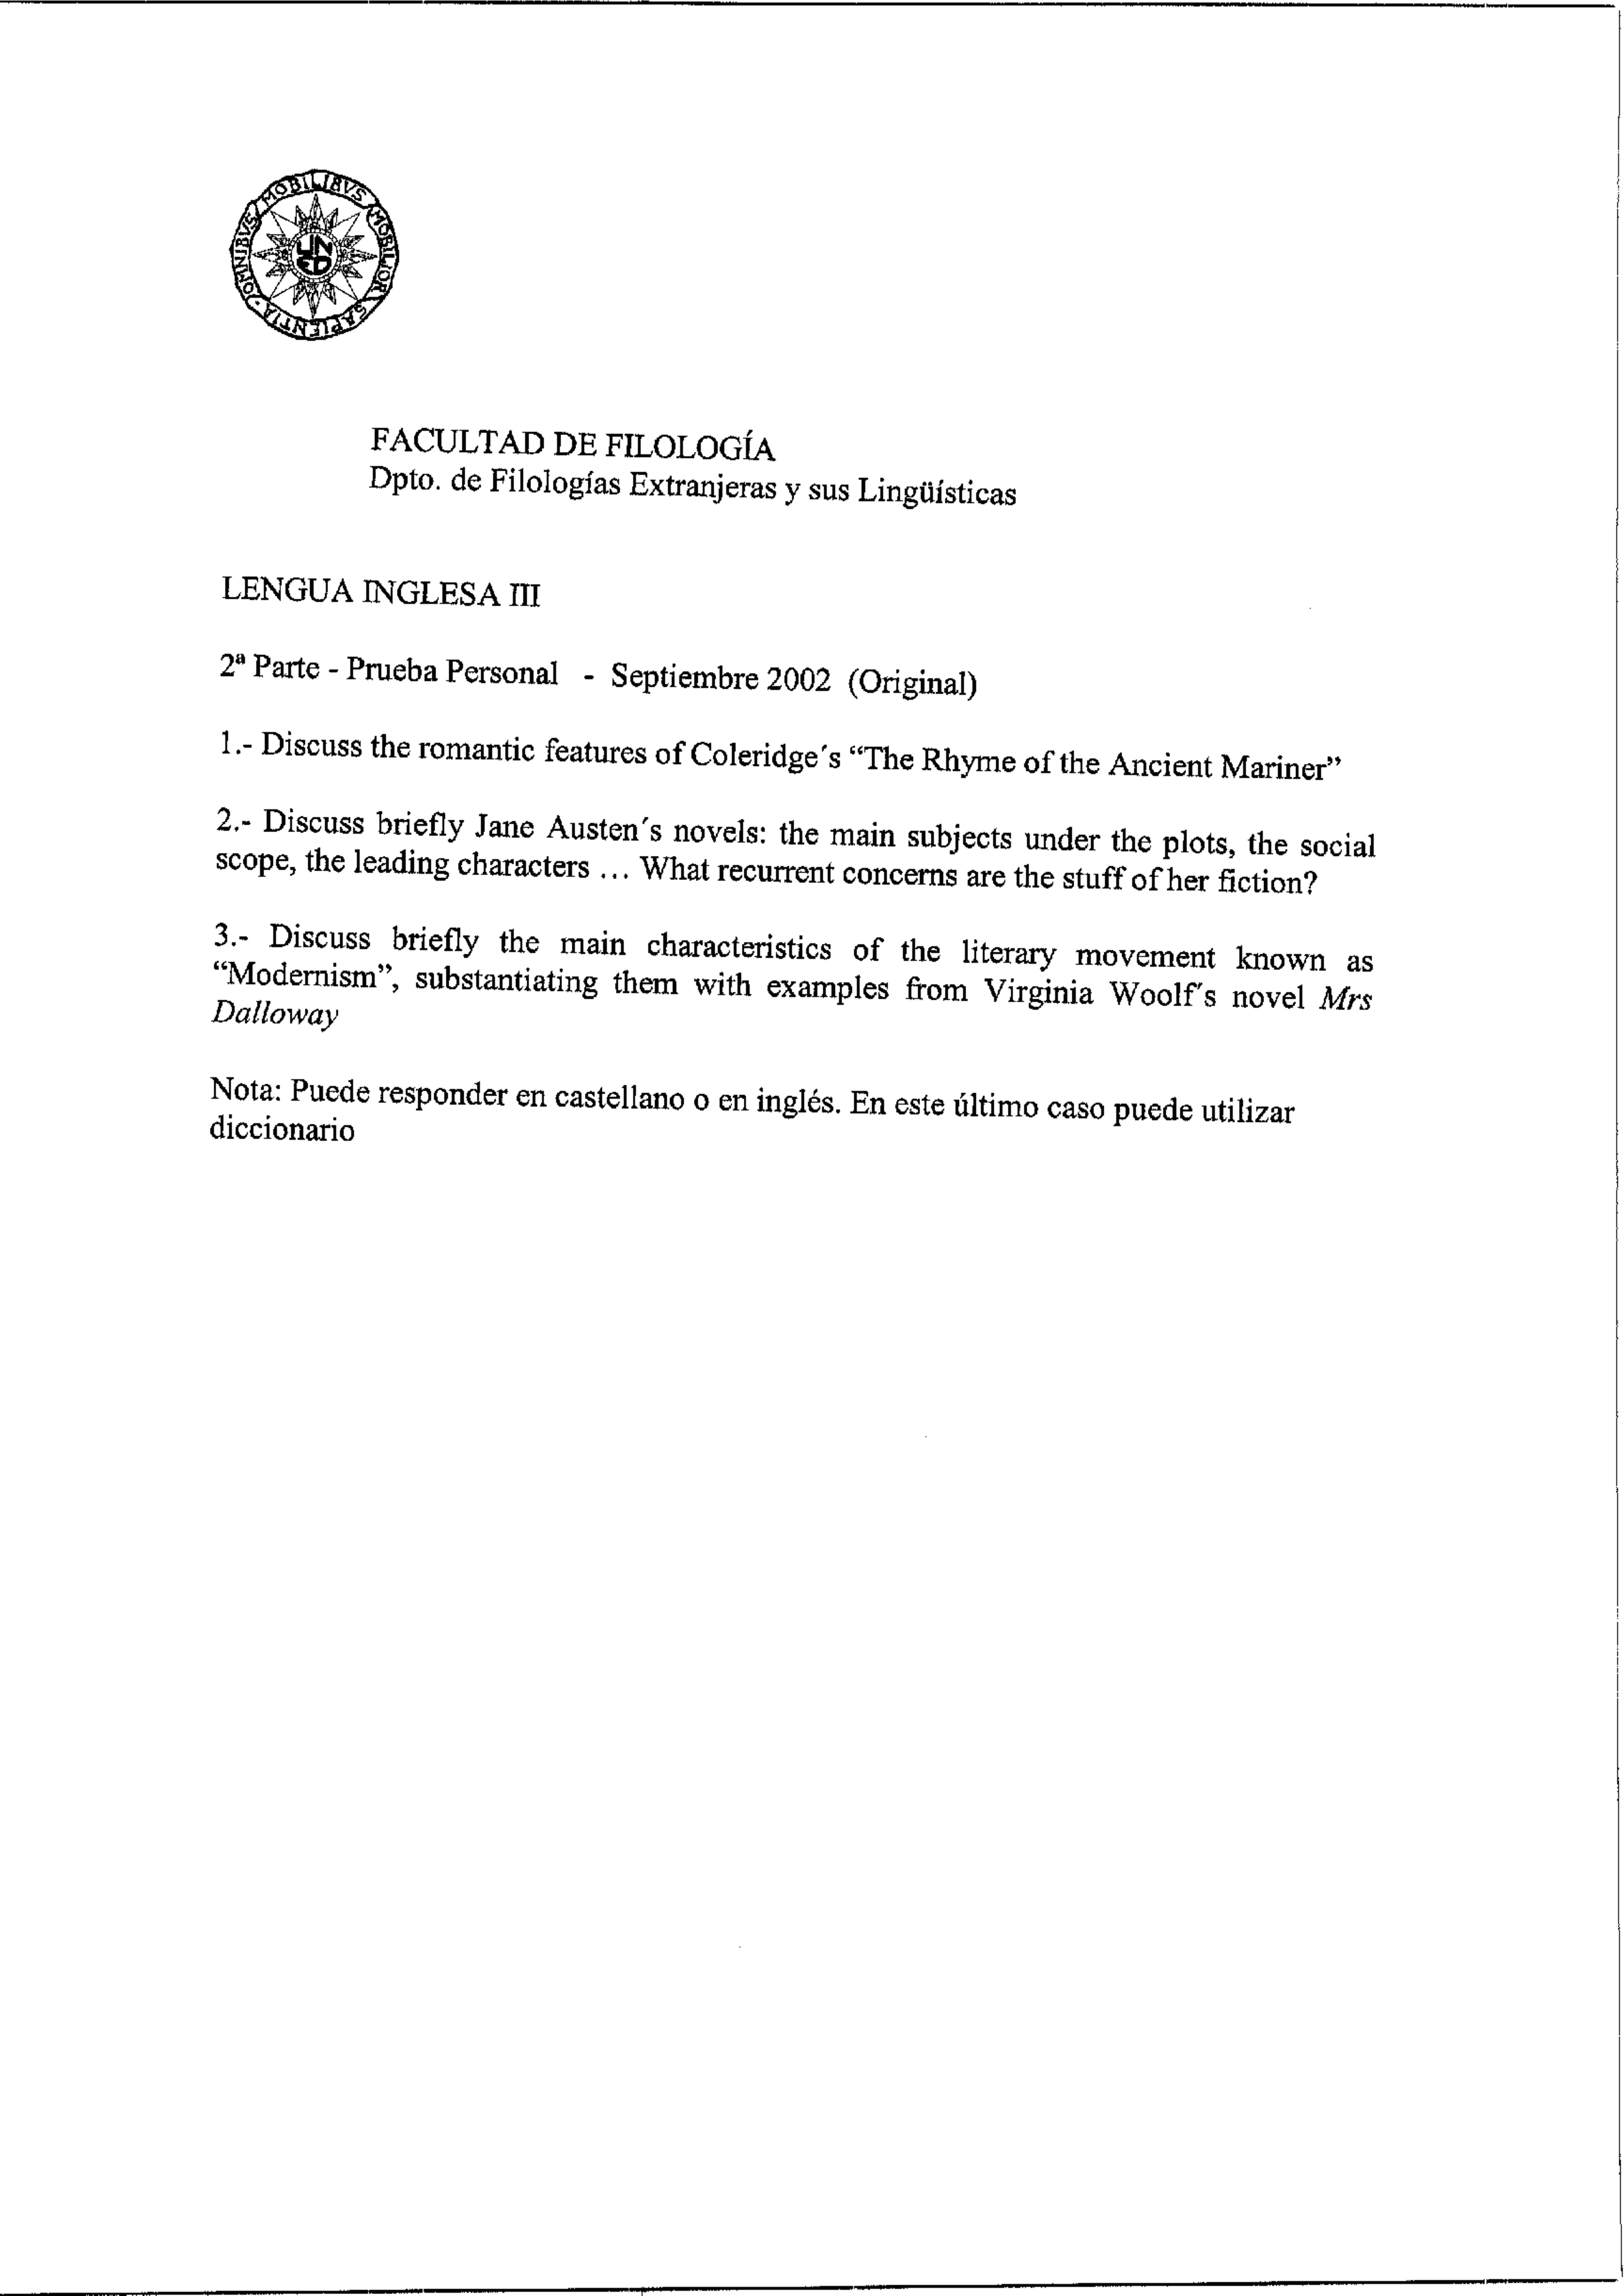 OMNIBVS MOBILIBVS MOBILIOR SAPIENTIA
UN
ED
FACULTAD DE FILOLOGÍA
Dpto. de Filologías Extranjeras y sus Lingüísticas
LENGUA INGLESA III
2ª Parte - Prueba Personal - Septiembre 2002 (Original)
1.- Discuss the romantic features of Coleridge´s “The Rhyme of the Ancient Mariner”
2.- Discuss briefly Jane Austen´s novels: the main subjects under the plots, the social
scope, the leading characters ... What recurrent concerns are the stuff of her fiction?
3.- Discuss briefly the main characteristics of the literary movement known as
“Modernism”, substantiating them with examples from Virginia Woolf's novel Mrs
Dalloway
Nota: Puede responder en castellano o en inglés. En este último caso puede utilizar
diccionario